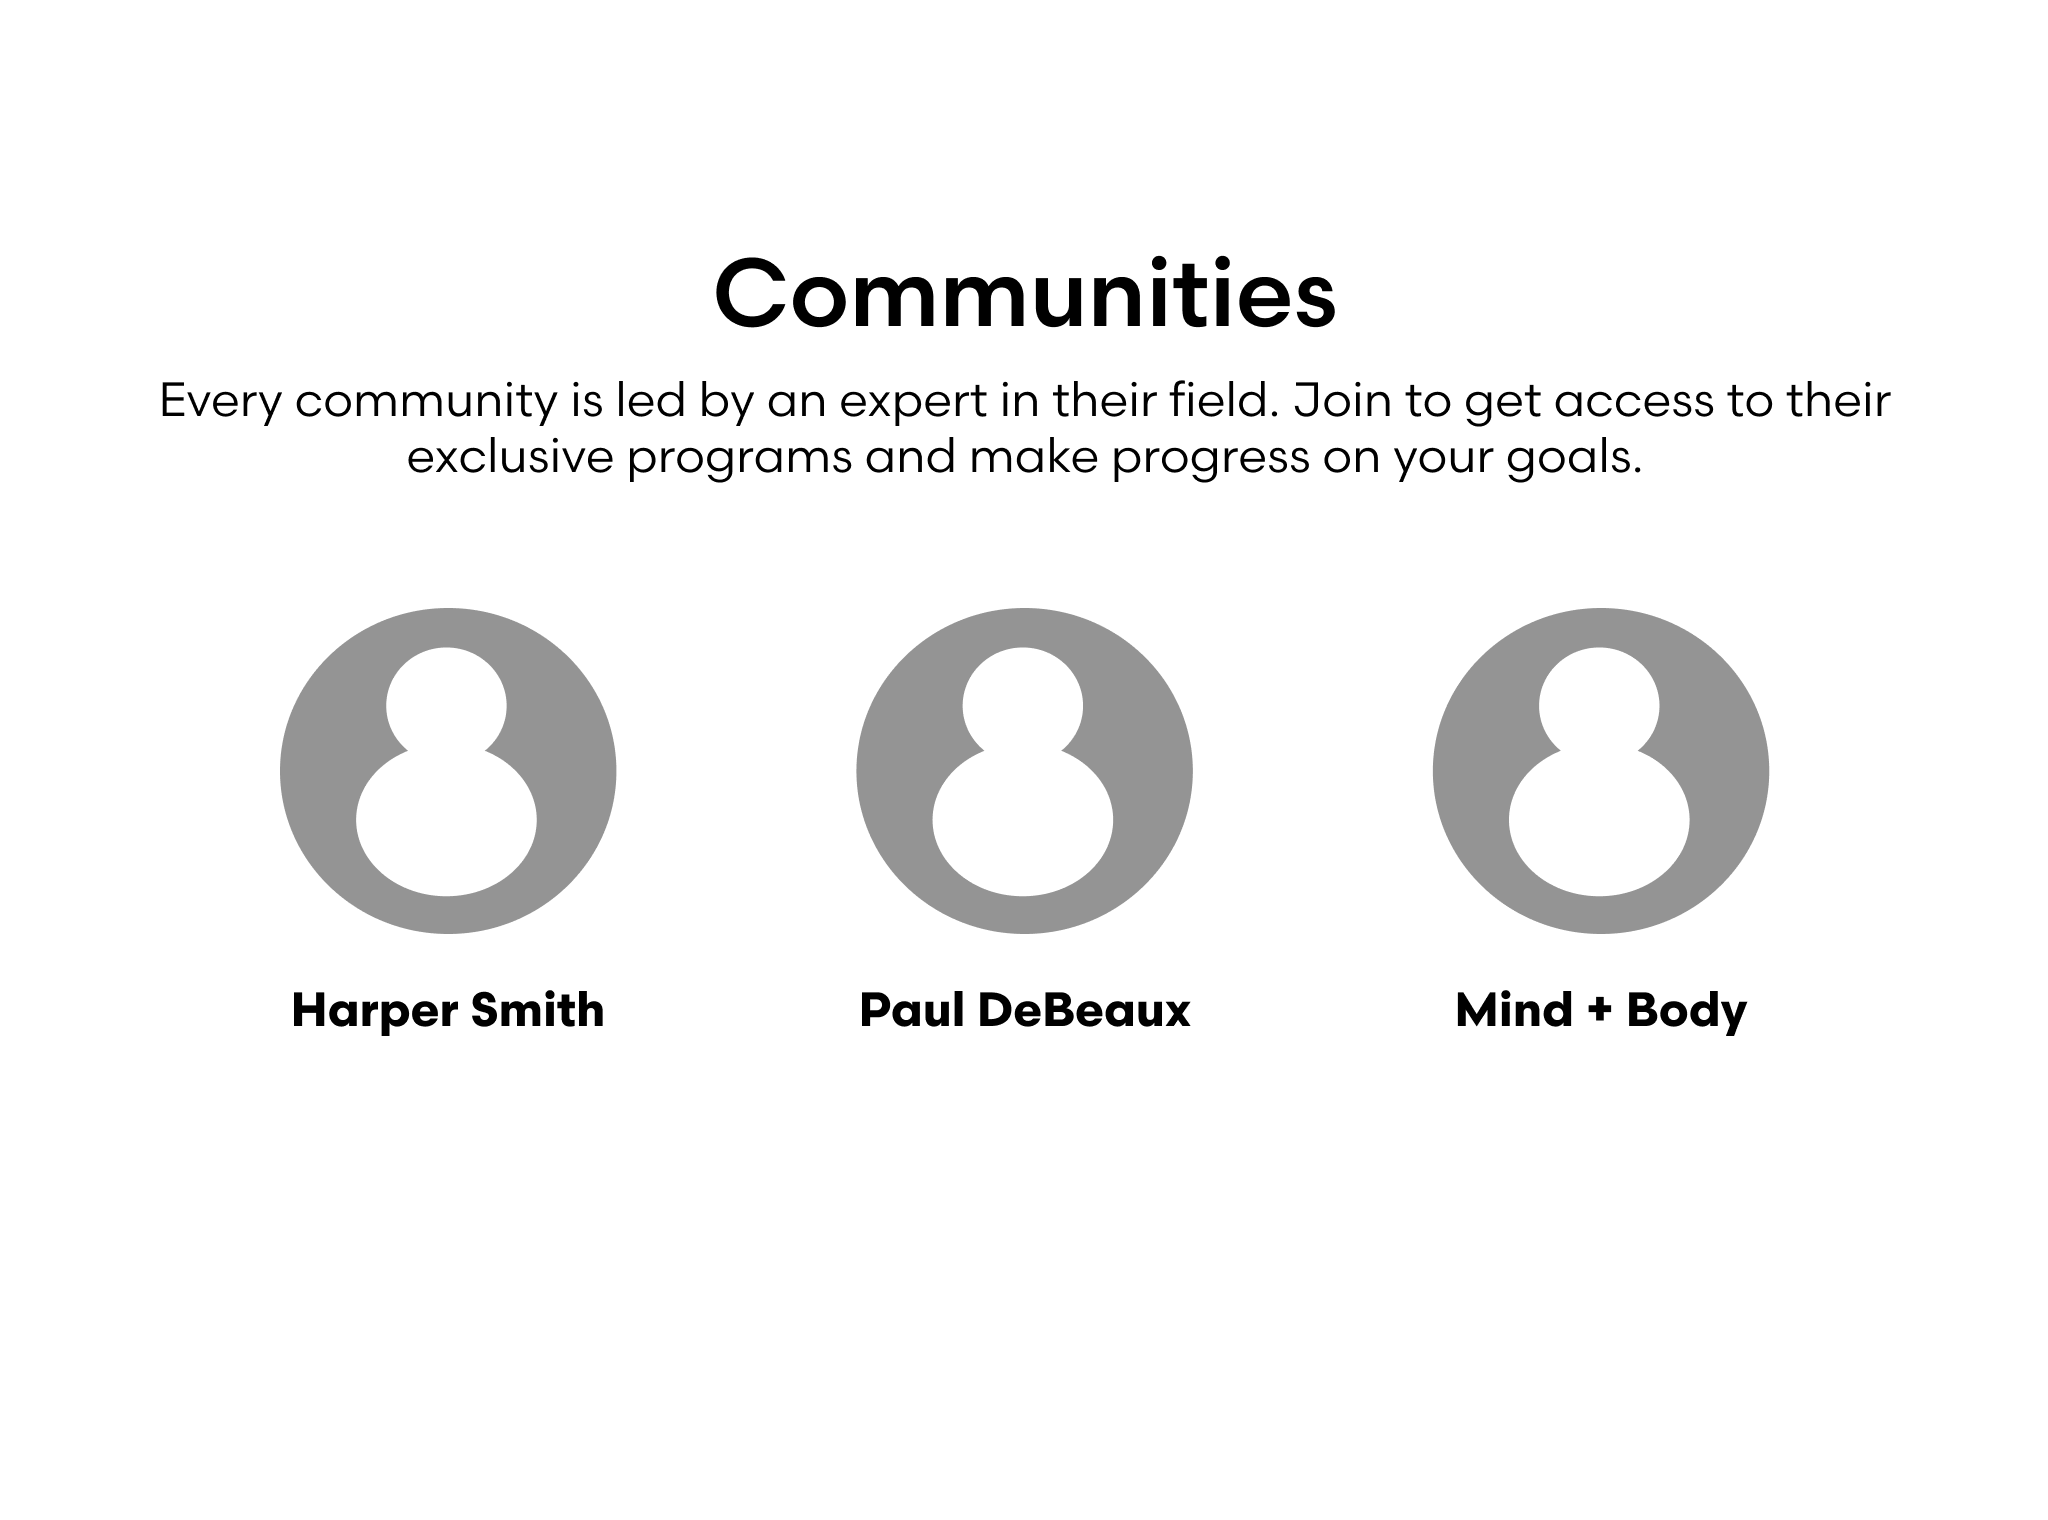 Communities
Every community is led by an expert in their field. Join to get access to their
exclusive programs and make progress on your goals.
Harper Smith
Paul DeBeaux
Mind + Body